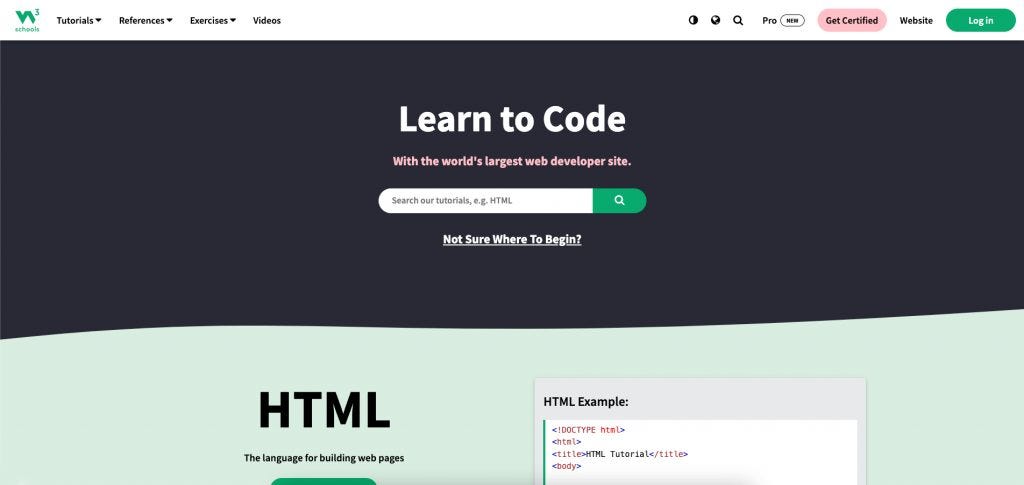 3
schools
Tutorials References Exercises Videos Pro NEW Get Certified Website Log in
Learn to Code
With the world's largest web developer site.
Search our tutorials, e.g. HTML
Not Sure Where To Begin?
HTML
The language for building web pages
HTML Example:
<!DOCTYPE html>
<html>
<title>HTML Tutorial</title>
<body>